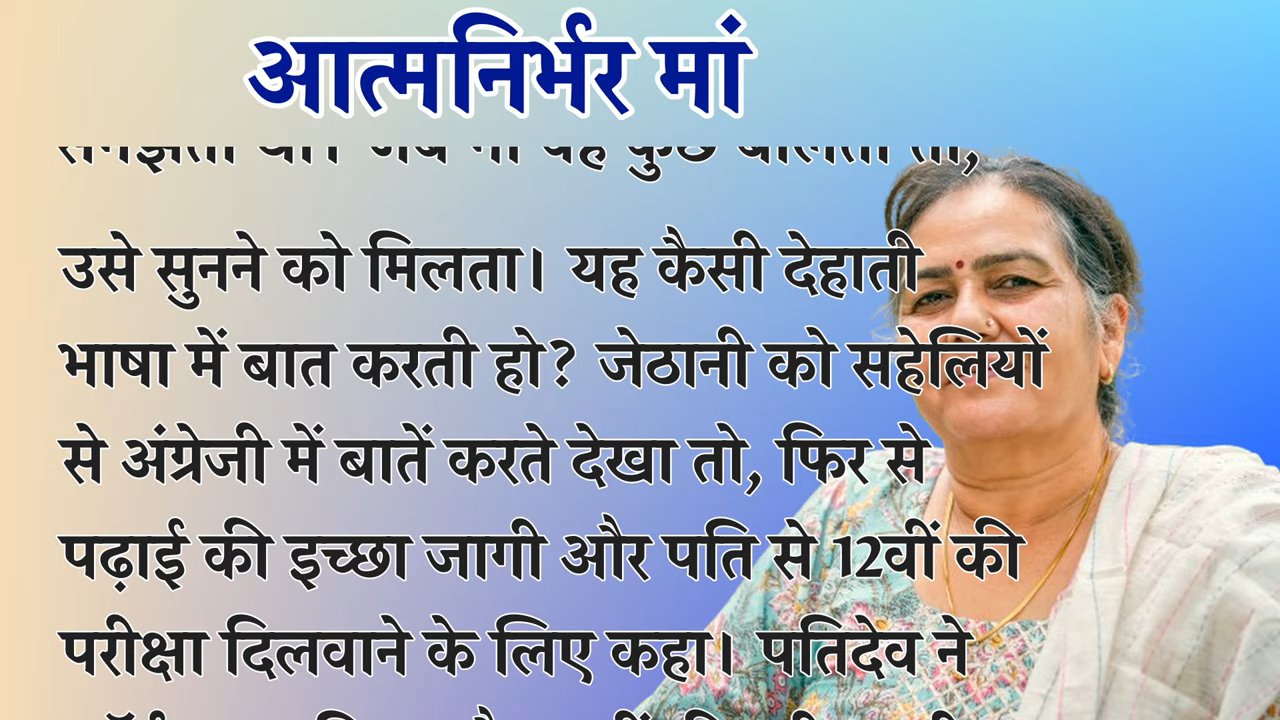 आत्मनिर्भर मां
उसे सुनने को मिलता। यह कैसी देहाती
भाषा में बात करती हो? जेठानी को सहेलियों
से अंग्रेजी में बातें करते देखा तो, फिर से
पढ़ाई की इच्छा जागी और पति से 12वीं की
परीक्षा दिलवाने के लिए कहा। पतिदेव ने